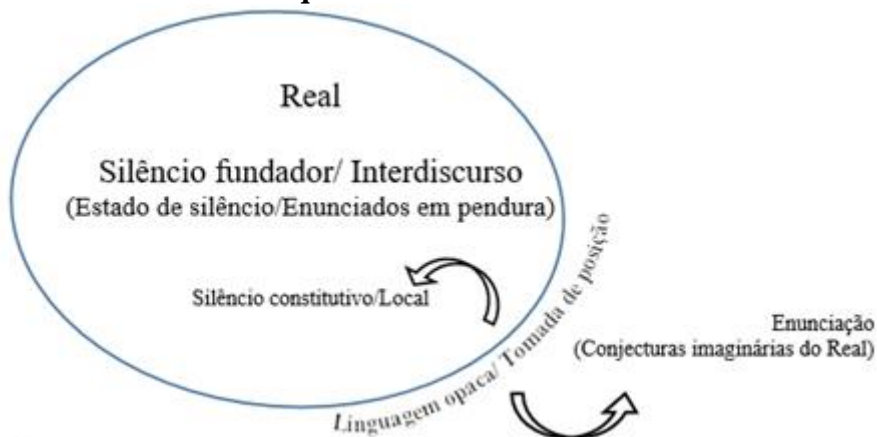 Real
Silêncio fundador/ Interdiscurso
(Estado de silêncio/Enunciados em pendura)
Silêncio constitutivo/Local
Linguagem opaca/ Tomada de posição
Enunciação
(Conjecturas imaginárias do Real)